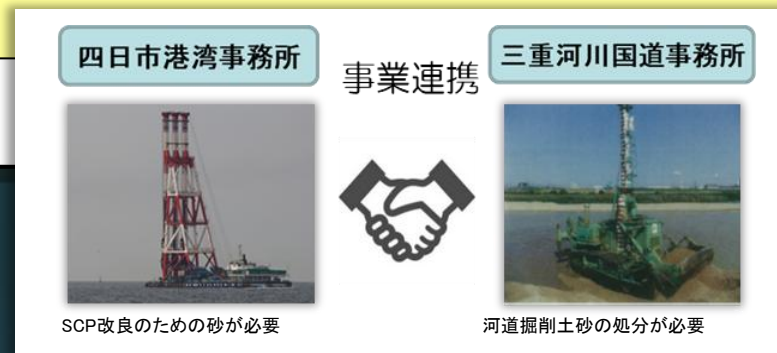 四日市港湾事務所
事業連携
三重河川国道事務所
SCP改良のための砂が必要
河道掘削土砂の処分が必要